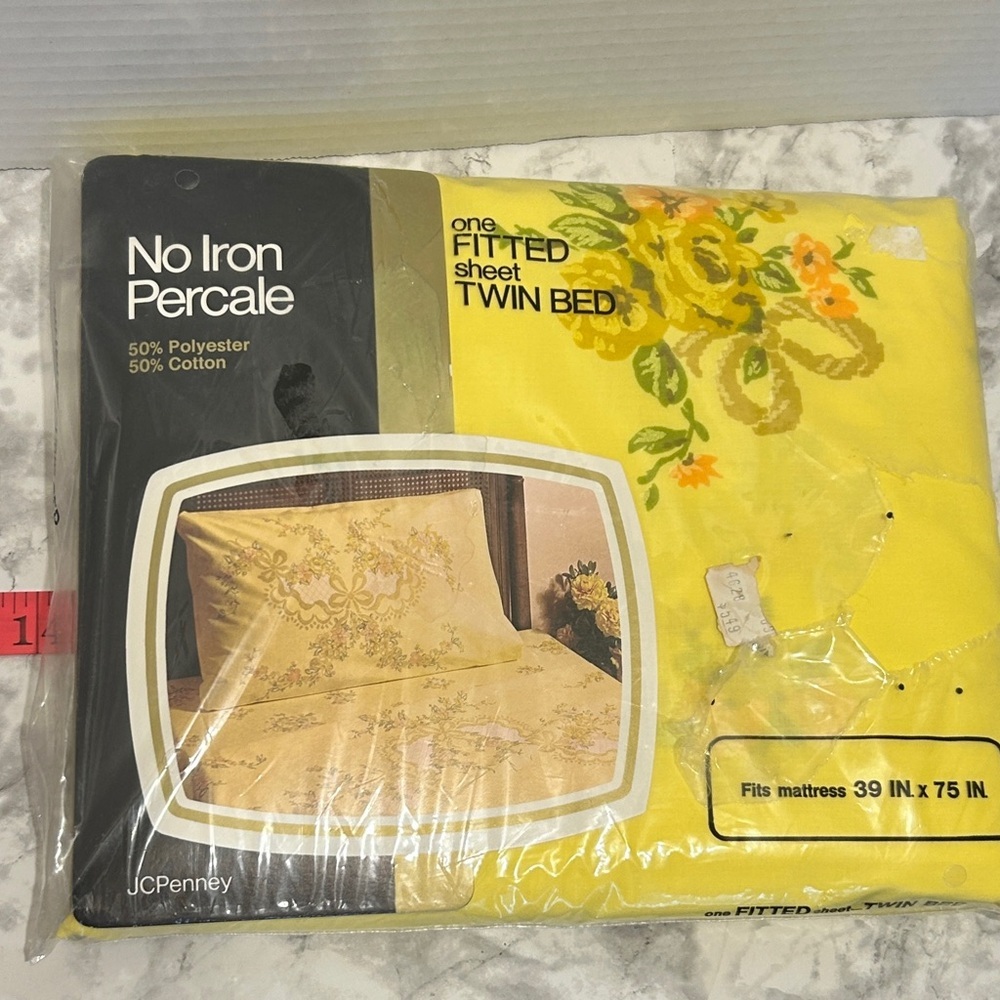 No Iron
Percale
50% Polyester
50% Cotton
one
FITTED
sheet
TWIN BED
14
Fits mattress 39 IN. x 75 IN.
JCPenney
one FITTED sheet—TWIN BED